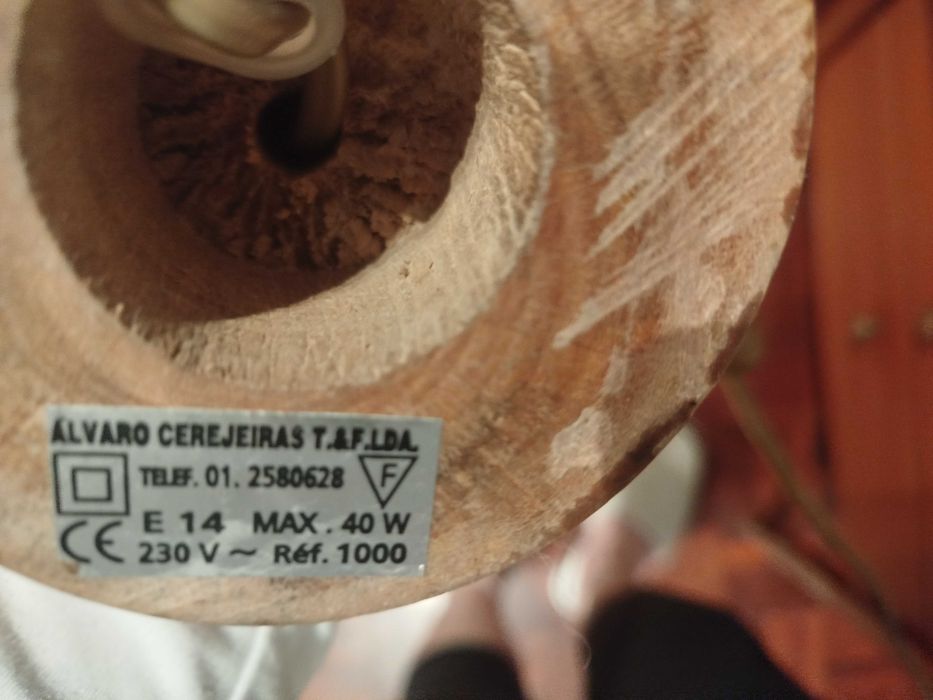 ÁLVARO CEREJEIRAS T.&F.LDA.
TELEF. 01. 2580628 F
E 14 MAX. 40 W
CE 230 V ~ Réf. 1000